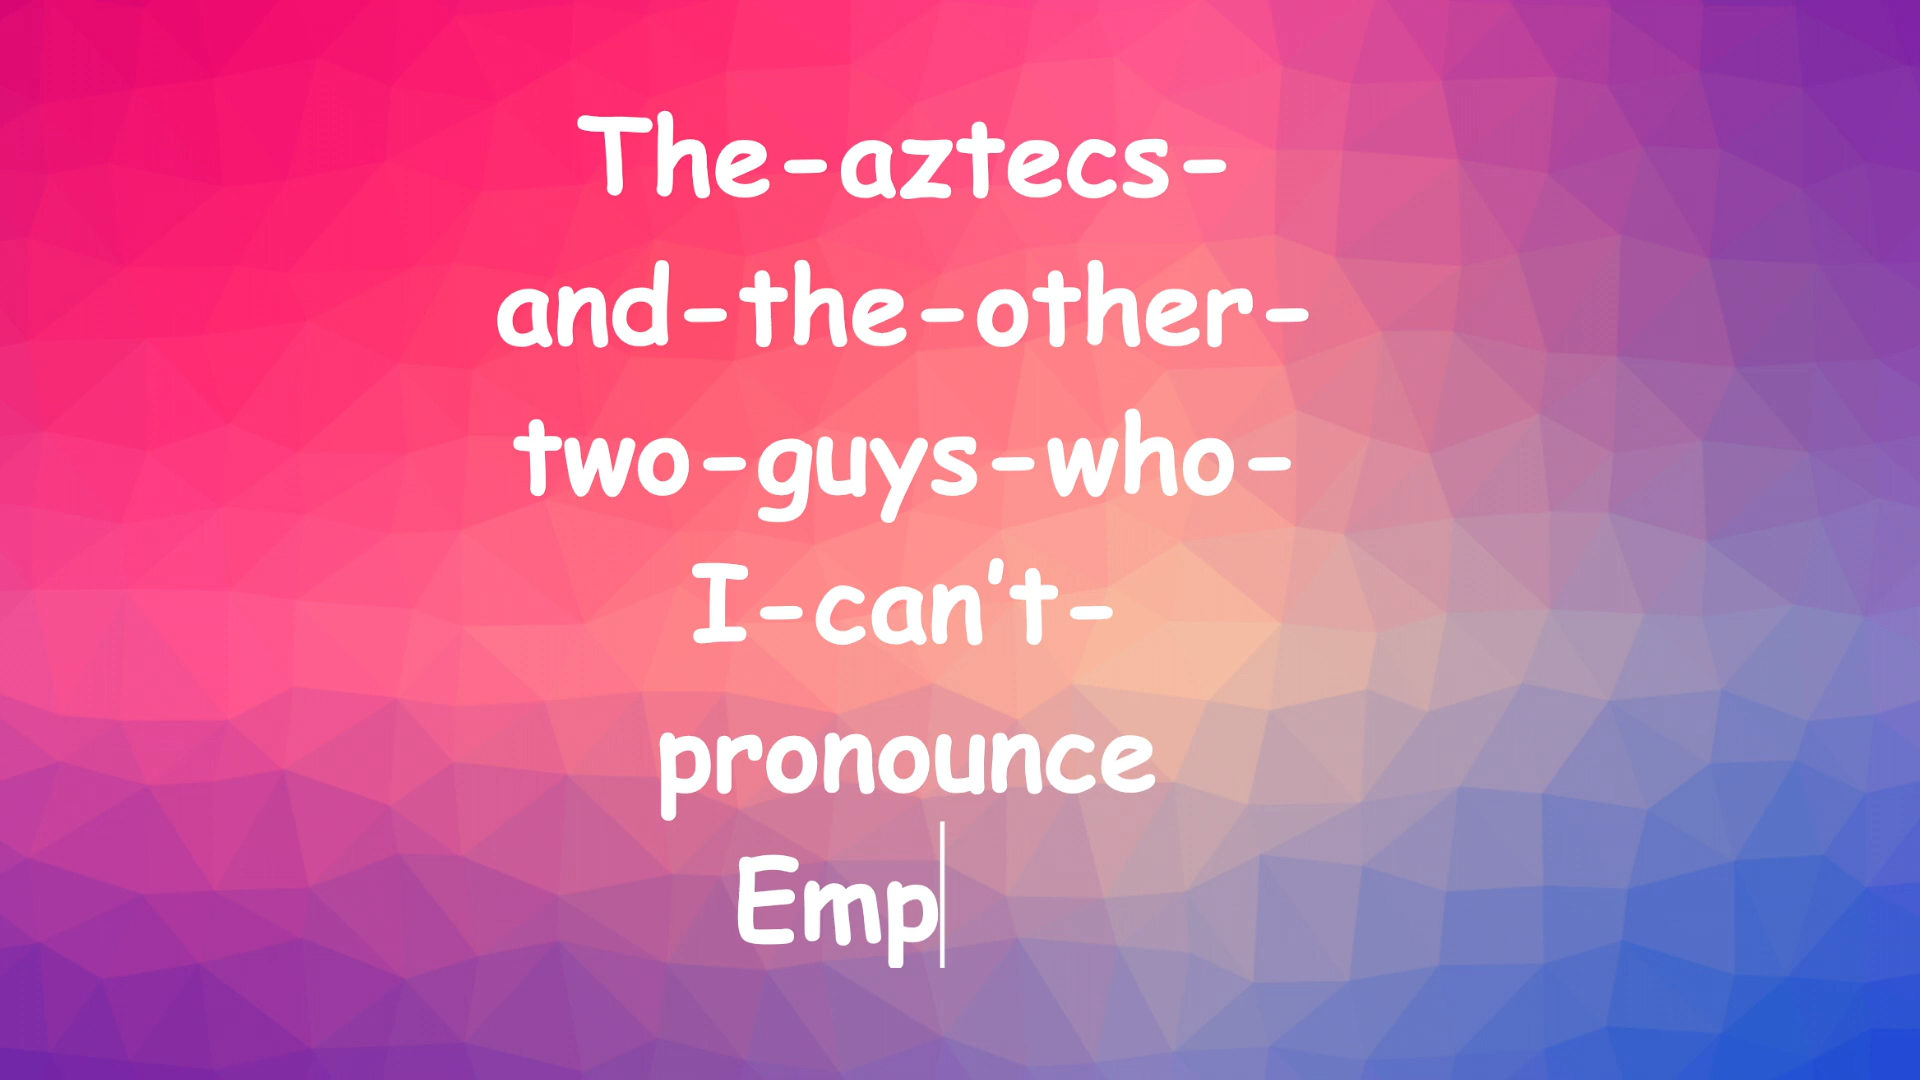 The-aztecs-
and-the-other-
two-guys-who-
I-can't-
pronounce
Emp